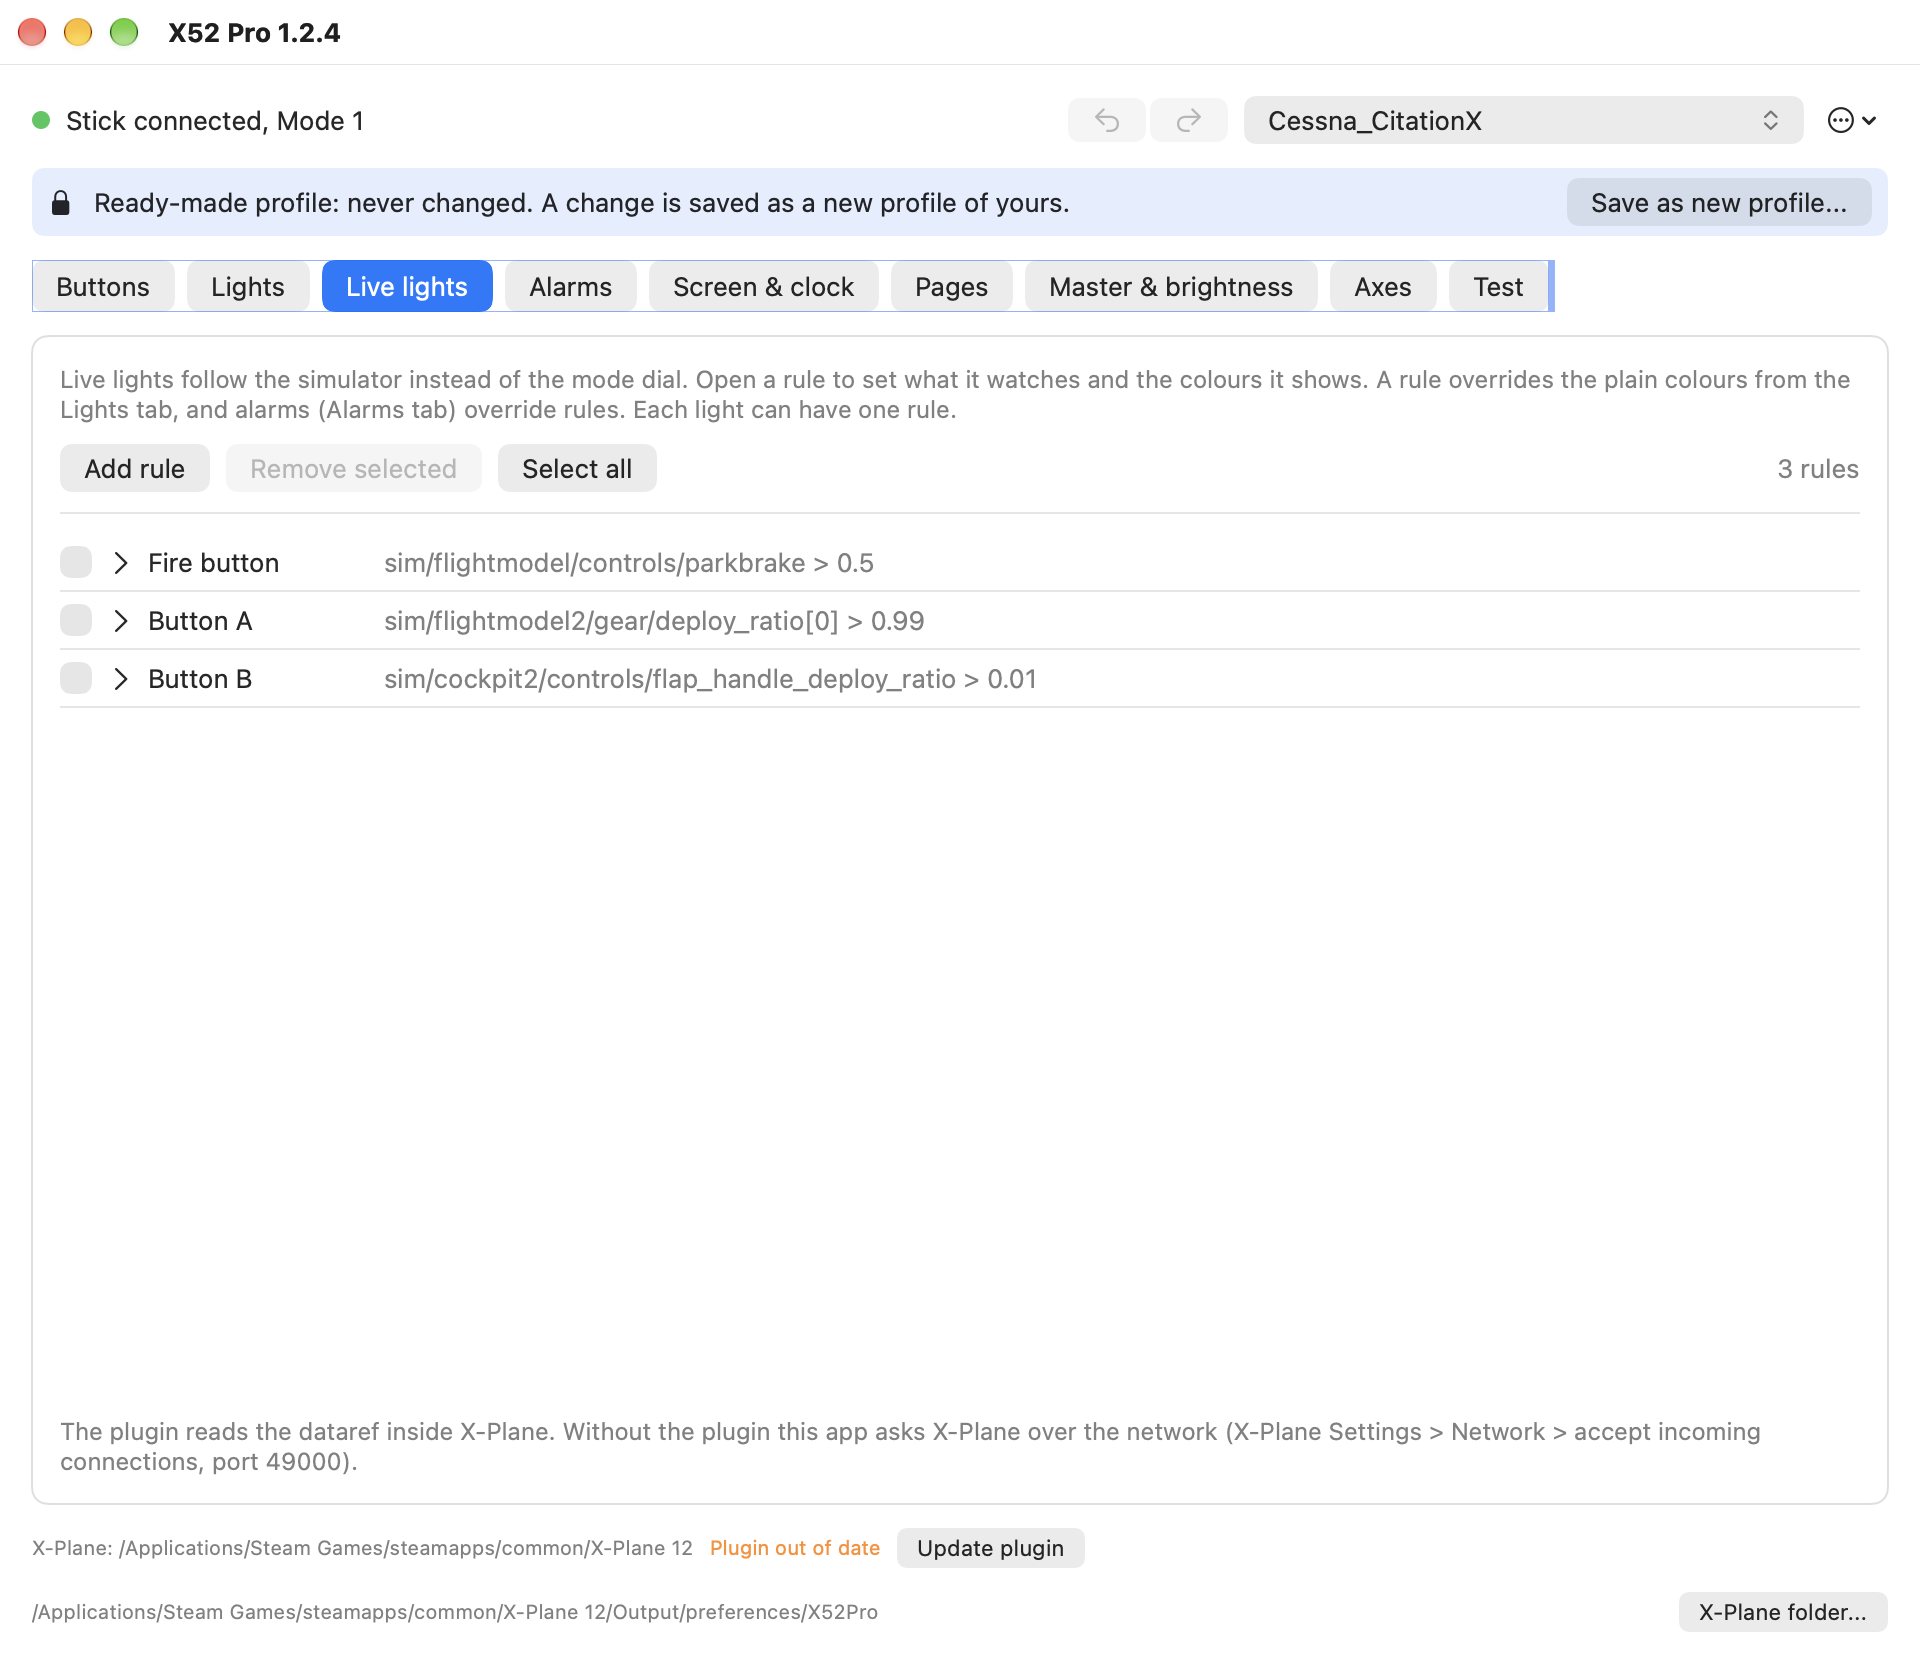 X52 Pro 1.2.4
Stick connected, Mode 1
Cessna_CitationX
Ready-made profile: never changed. A change is saved as a new profile of yours.
Save as new profile...
Buttons
Lights
Live lights
Alarms
Screen & clock
Pages
Master & brightness
Axes
Test
Live lights follow the simulator instead of the mode dial. Open a rule to set what it watches and the colours it shows. A rule overrides the plain colours from the
Lights tab, and alarms (Alarms tab) override rules. Each light can have one rule.
Add rule
Remove selected
Select all
3 rules
Fire button
sim/flightmodel/controls/parkbrake > 0.5
Button A
sim/flightmodel2/gear/deploy_ratio[0] > 0.99
Button B
sim/cockpit2/controls/flap_handle_deploy_ratio > 0.01
The plugin reads the dataref inside X-Plane. Without the plugin this app asks X-Plane over the network (X-Plane Settings > Network > accept incoming
connections, port 49000).
X-Plane: /Applications/Steam Games/steamapps/common/X-Plane 12
Plugin out of date
Update plugin
/Applications/Steam Games/steamapps/common/X-Plane 12/Output/preferences/X52Pro
X-Plane folder...